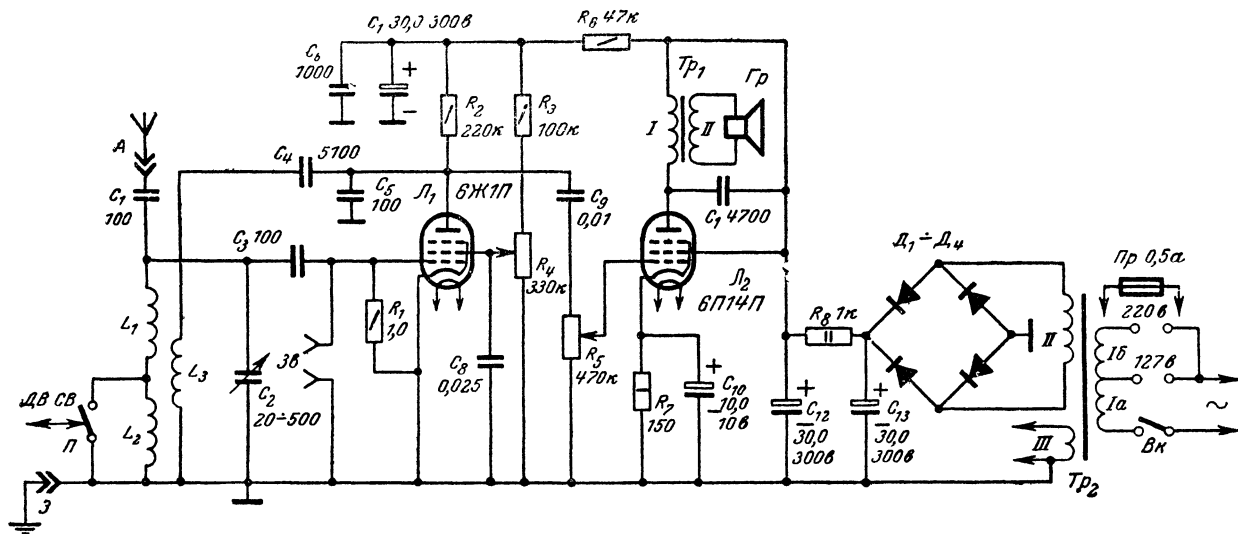 C₁ 30,0 300в
R₆ 47к
C₆
1000
+
−
R₂
220к
R₃
100к
Тр₁
Гр
I
II
А
C₁
100
C₄
5100
C₅
100
Л₁
6Ж1П
C₉
0,01
C₁ 4700
C₃ 100
R₄
330к
Л₂
6П14П
Д₁÷Д₄
Пр 0,5а
220в
127в
L₁
L₂
L₃
ДВ СВ
П
C₂
20÷500
Зв
R₁
1,0
C₈
0,025
R₅
470к
R₇
150
+
C₁₀
−10,0
10в
R₈ 1к
+
C₁₂
−30,0
300в
+
C₁₃
−30,0
300в
II
III
Iб
Iа
~
Вк
Тр₂
З